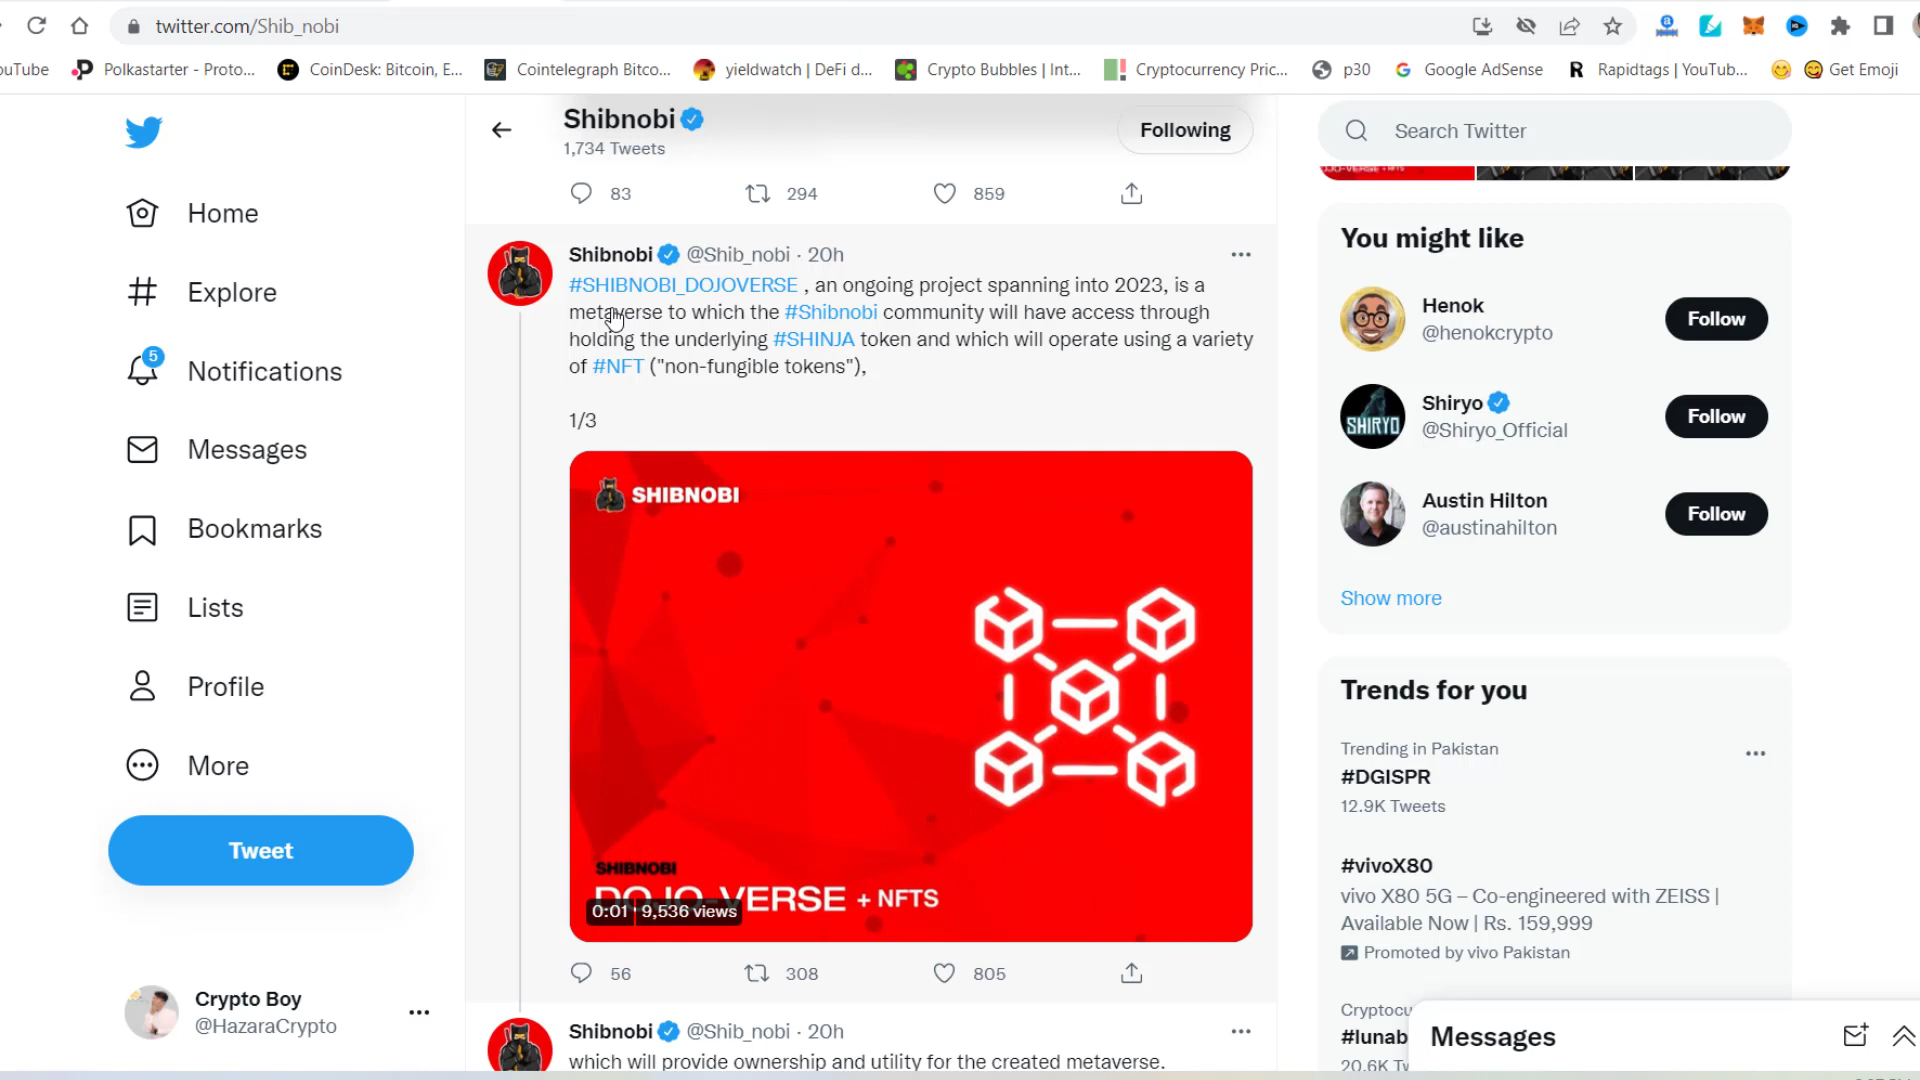 twitter.com/Shib_nobi
Polkastarter - Proto...
CoinDesk: Bitcoin, E...
Cointelegraph Bitco...
yieldwatch | DeFi d...
Crypto Bubbles | Int...
Cryptocurrency Pric...
p30
Google AdSense
Rapidtags | YouTub...
Get Emoji
Home
Explore
5
Notifications
Messages
Bookmarks
Lists
Profile
More
Tweet
Crypto Boy
@HazaraCrypto
Shibnobi
1,734 Tweets
Following
83 294 859
Shibnobi @Shib_nobi · 20h
#SHIBNOBI_DOJOVERSE , an ongoing project spanning into 2023, is a
metaverse to which the #Shibnobi community will have access through
holding the underlying #SHINJA token and which will operate using a variety
of #NFT ("non-fungible tokens"),
1/3
SHIBNOBI
SHIBNOBI
DOJO-VERSE + NFTS
0:01 · 9,536 views
56 308 805
Shibnobi @Shib_nobi · 20h
which will provide ownership and utility for the created metaverse.
Search Twitter
You might like
Henok
@henokcrypto
Follow
Shiryo
@Shiryo_Official
SHIRYO
Follow
Austin Hilton
@austinahilton
Follow
Show more
Trends for you
Trending in Pakistan
#DGISPR
12.9K Tweets
#vivoX80
vivo X80 5G – Co-engineered with ZEISS |
Available Now | Rs. 159,999
Promoted by vivo Pakistan
#lunab
Messages